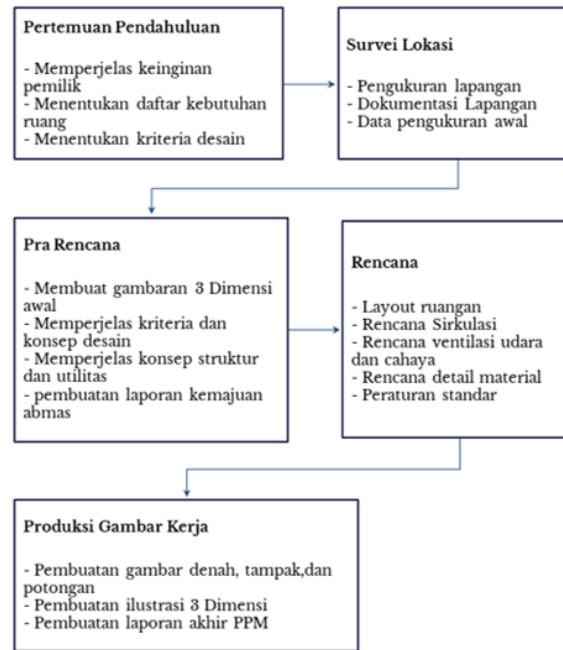 Pertemuan Pendahuluan
- Memperjelas keinginan
pemilik
- Menentukan daftar kebutuhan
ruang
- Menentukan kriteria desain
Survei Lokasi
- Pengukuran lapangan
- Dokumentasi Lapangan
- Data pengukuran awal
Pra Rencana
- Membuat gambaran 3 Dimensi
awal
- Memperjelas kriteria dan
konsep desain
- Memperjelas konsep struktur
dan utilitas
- pembuatan laporan kemajuan
abmas
Rencana
- Layout ruangan
- Rencana Sirkulasi
- Rencana ventilasi udara
dan cahaya
- Rencana detail material
- Peraturan standar
Produksi Gambar Kerja
- Pembuatan gambar denah, tampak,dan
potongan
- Pembuatan ilustrasi 3 Dimensi
- Pembuatan laporan akhir PPM